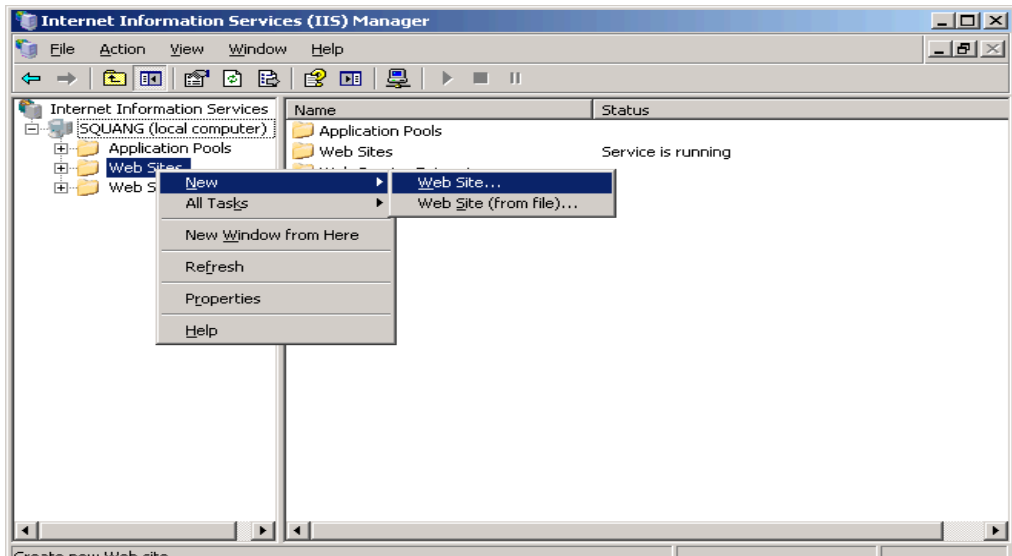 Internet Information Services (IIS) Manager
File Action View Window Help
Internet Information Services
SQUANG (local computer)
Application Pools
Web Sites
Web S
Name Status
Application Pools
Web Sites Service is running
New
All Tasks
New Window from Here
Refresh
Properties
Help
Web Site...
Web Site (from file)...
Create new Web site